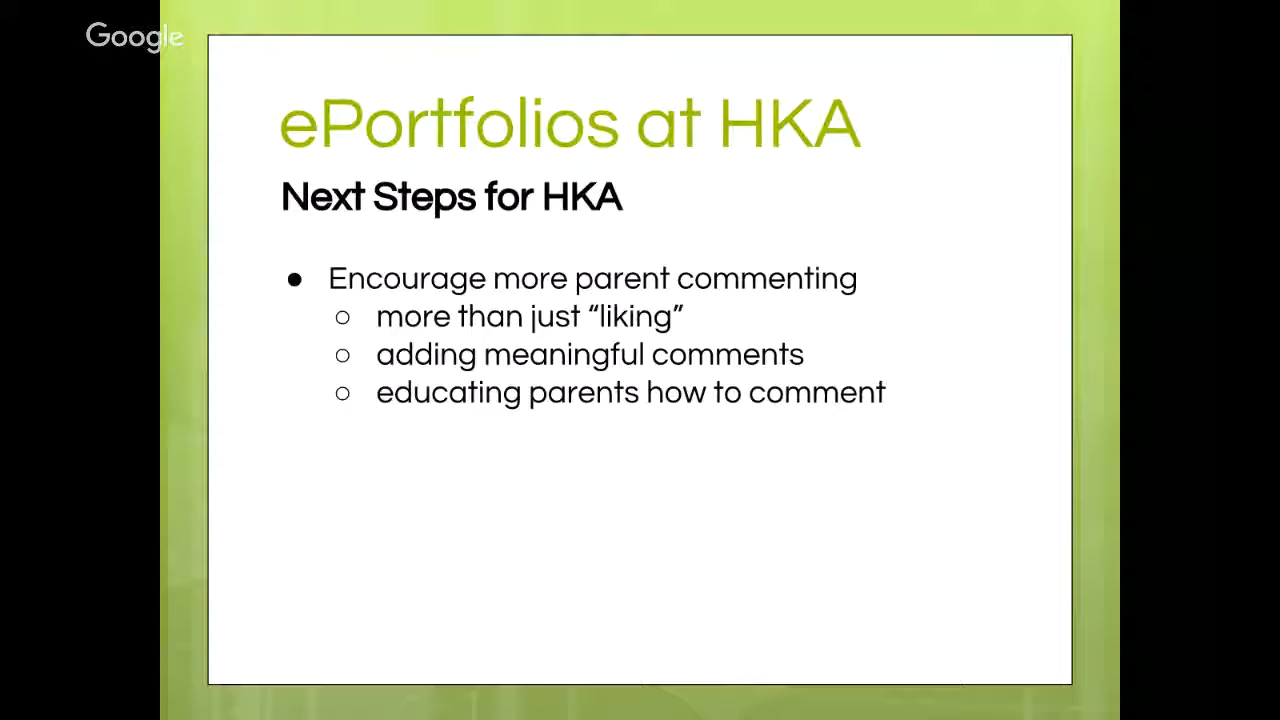 Google
ePortfolios at HKA
Next Steps for HKA
● Encourage more parent commenting
○ more than just “liking”
○ adding meaningful comments
○ educating parents how to comment